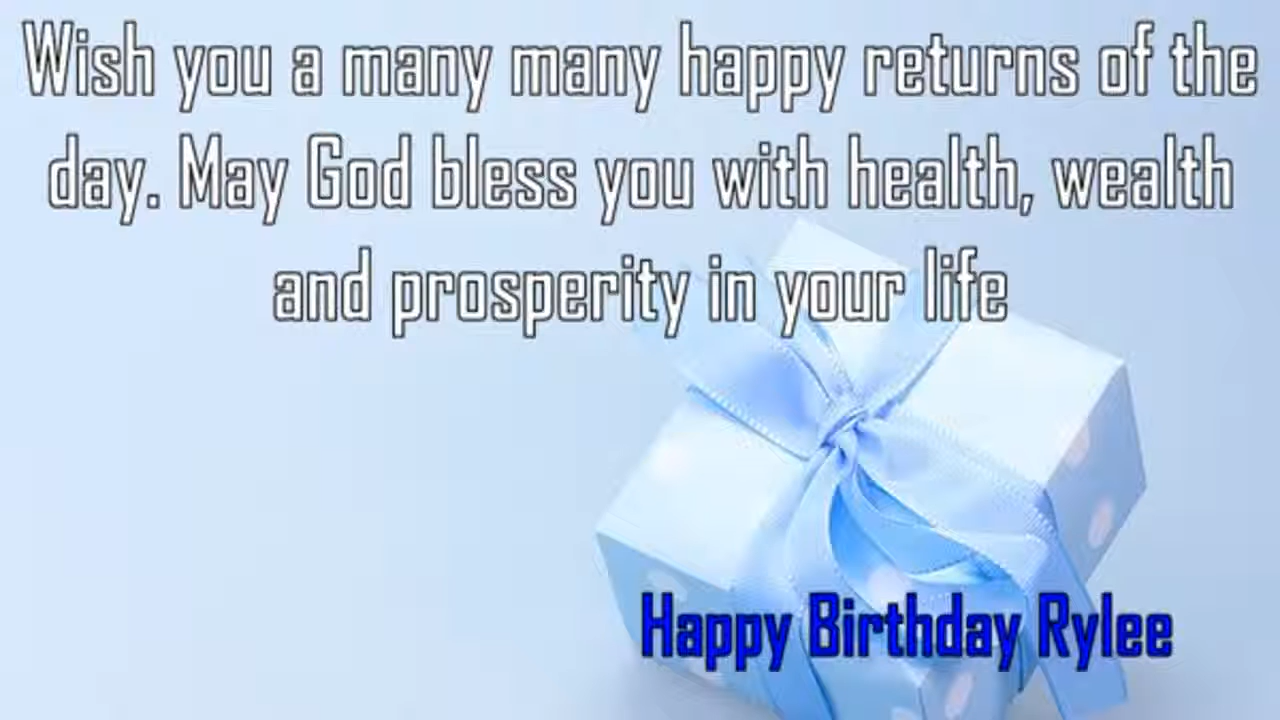 Wish you a many many happy returns of the
day. May God bless you with health, wealth
and prosperity in your life
Happy Birthday Rylee